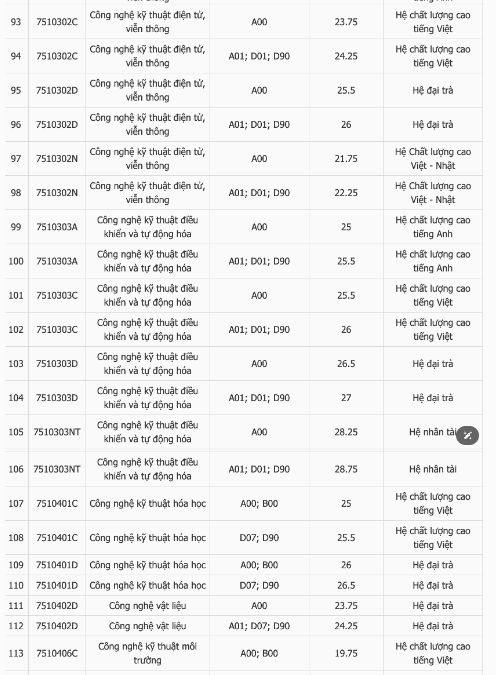 viễn thông
tiếng Anh
93 7510302C Công nghệ kỹ thuật điện tử, viễn thông A00 23.75 Hệ chất lượng cao tiếng Việt
94 7510302C Công nghệ kỹ thuật điện tử, viễn thông A01; D01; D90 24.25 Hệ chất lượng cao tiếng Việt
95 7510302D Công nghệ kỹ thuật điện tử, viễn thông A00 25.5 Hệ đại trà
96 7510302D Công nghệ kỹ thuật điện tử, viễn thông A01; D01; D90 26 Hệ đại trà
97 7510302N Công nghệ kỹ thuật điện tử, viễn thông A00 21.75 Hệ Chất lượng cao Việt - Nhật
98 7510302N Công nghệ kỹ thuật điện tử, viễn thông A01; D01; D90 22.25 Hệ Chất lượng cao Việt - Nhật
99 7510303A Công nghệ kỹ thuật điều khiển và tự động hóa A00 25 Hệ chất lượng cao tiếng Anh
100 7510303A Công nghệ kỹ thuật điều khiển và tự động hóa A01; D01; D90 25.5 Hệ chất lượng cao tiếng Anh
101 7510303C Công nghệ kỹ thuật điều khiển và tự động hóa A00 25.5 Hệ chất lượng cao tiếng Việt
102 7510303C Công nghệ kỹ thuật điều khiển và tự động hóa A01; D01; D90 26 Hệ chất lượng cao tiếng Việt
103 7510303D Công nghệ kỹ thuật điều khiển và tự động hóa A00 26.5 Hệ đại trà
104 7510303D Công nghệ kỹ thuật điều khiển và tự động hóa A01; D01; D90 27 Hệ đại trà
105 7510303NT Công nghệ kỹ thuật điều khiển và tự động hóa A00 28.25 Hệ nhân tài
106 7510303NT Công nghệ kỹ thuật điều khiển và tự động hóa A01; D01; D90 28.75 Hệ nhân tài
107 7510401C Công nghệ kỹ thuật hóa học A00; B00 25 Hệ chất lượng cao tiếng Việt
108 7510401C Công nghệ kỹ thuật hóa học D07; D90 25.5 Hệ chất lượng cao tiếng Việt
109 7510401D Công nghệ kỹ thuật hóa học A00; B00 26 Hệ đại trà
110 7510401D Công nghệ kỹ thuật hóa học D07; D90 26.5 Hệ đại trà
111 7510402D Công nghệ vật liệu A00 23.75 Hệ đại trà
112 7510402D Công nghệ vật liệu A01; D07; D90 24.25 Hệ đại trà
113 7510406C Công nghệ kỹ thuật môi trường A00; B00 19.75 Hệ chất lượng cao tiếng Việt